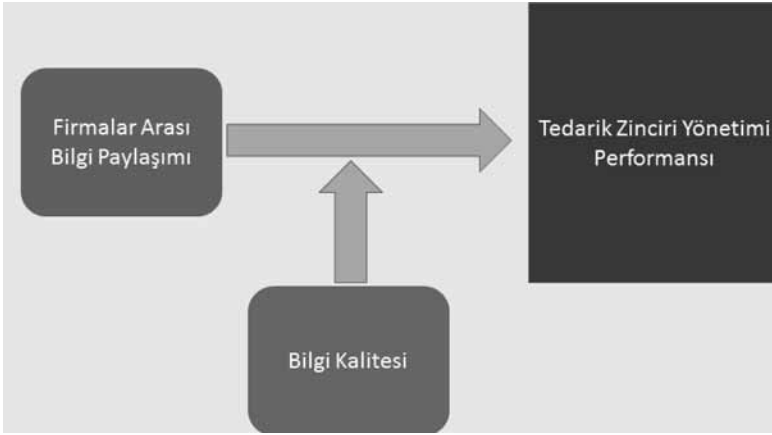 Firmalar Arası
Bilgi Paylaşımı
Tedarik Zinciri Yönetimi
Performansı
Bilgi Kalitesi